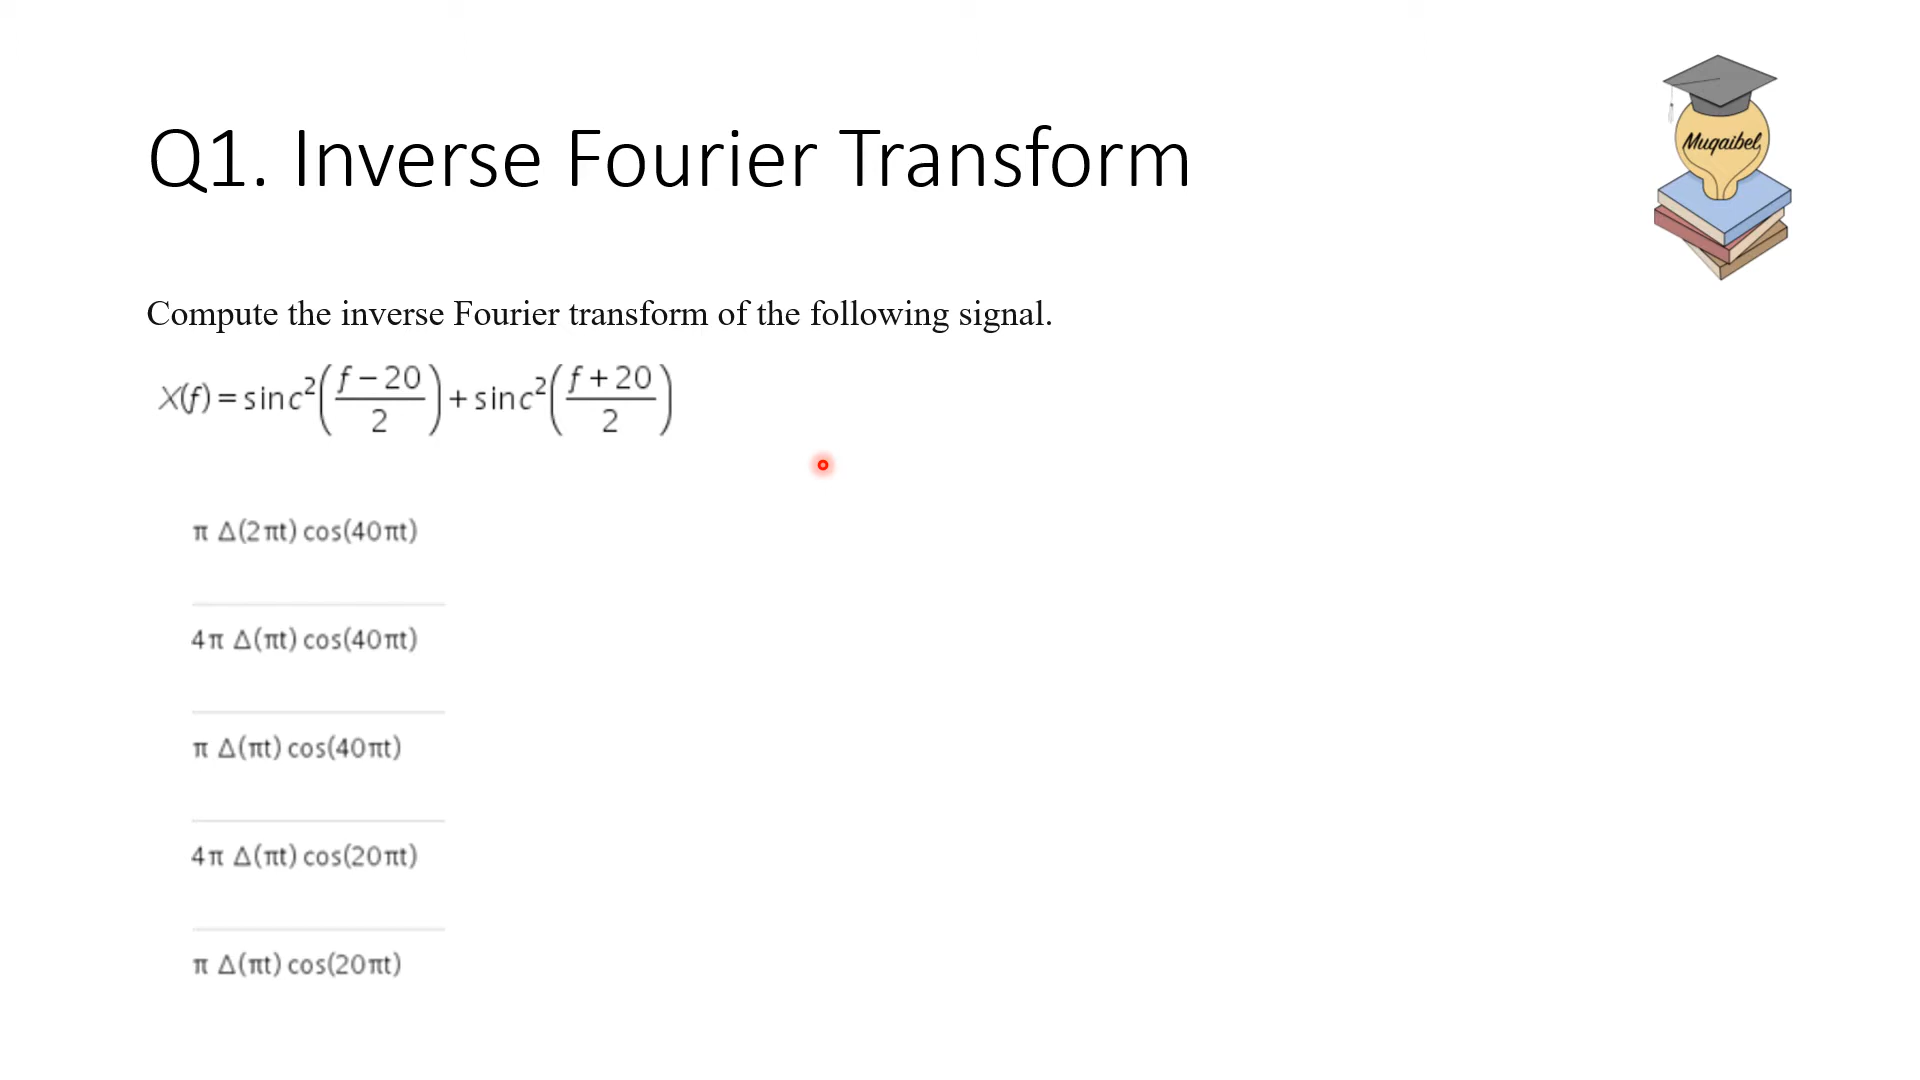 Q1. Inverse Fourier Transform
Muqaibel
Compute the inverse Fourier transform of the following signal.
X(f) = sinc²((f − 20)/2) + sinc²((f + 20)/2)
π Δ(2πt) cos(40πt)
4π Δ(πt) cos(40πt)
π Δ(πt) cos(40πt)
4π Δ(πt) cos(20πt)
π Δ(πt) cos(20πt)